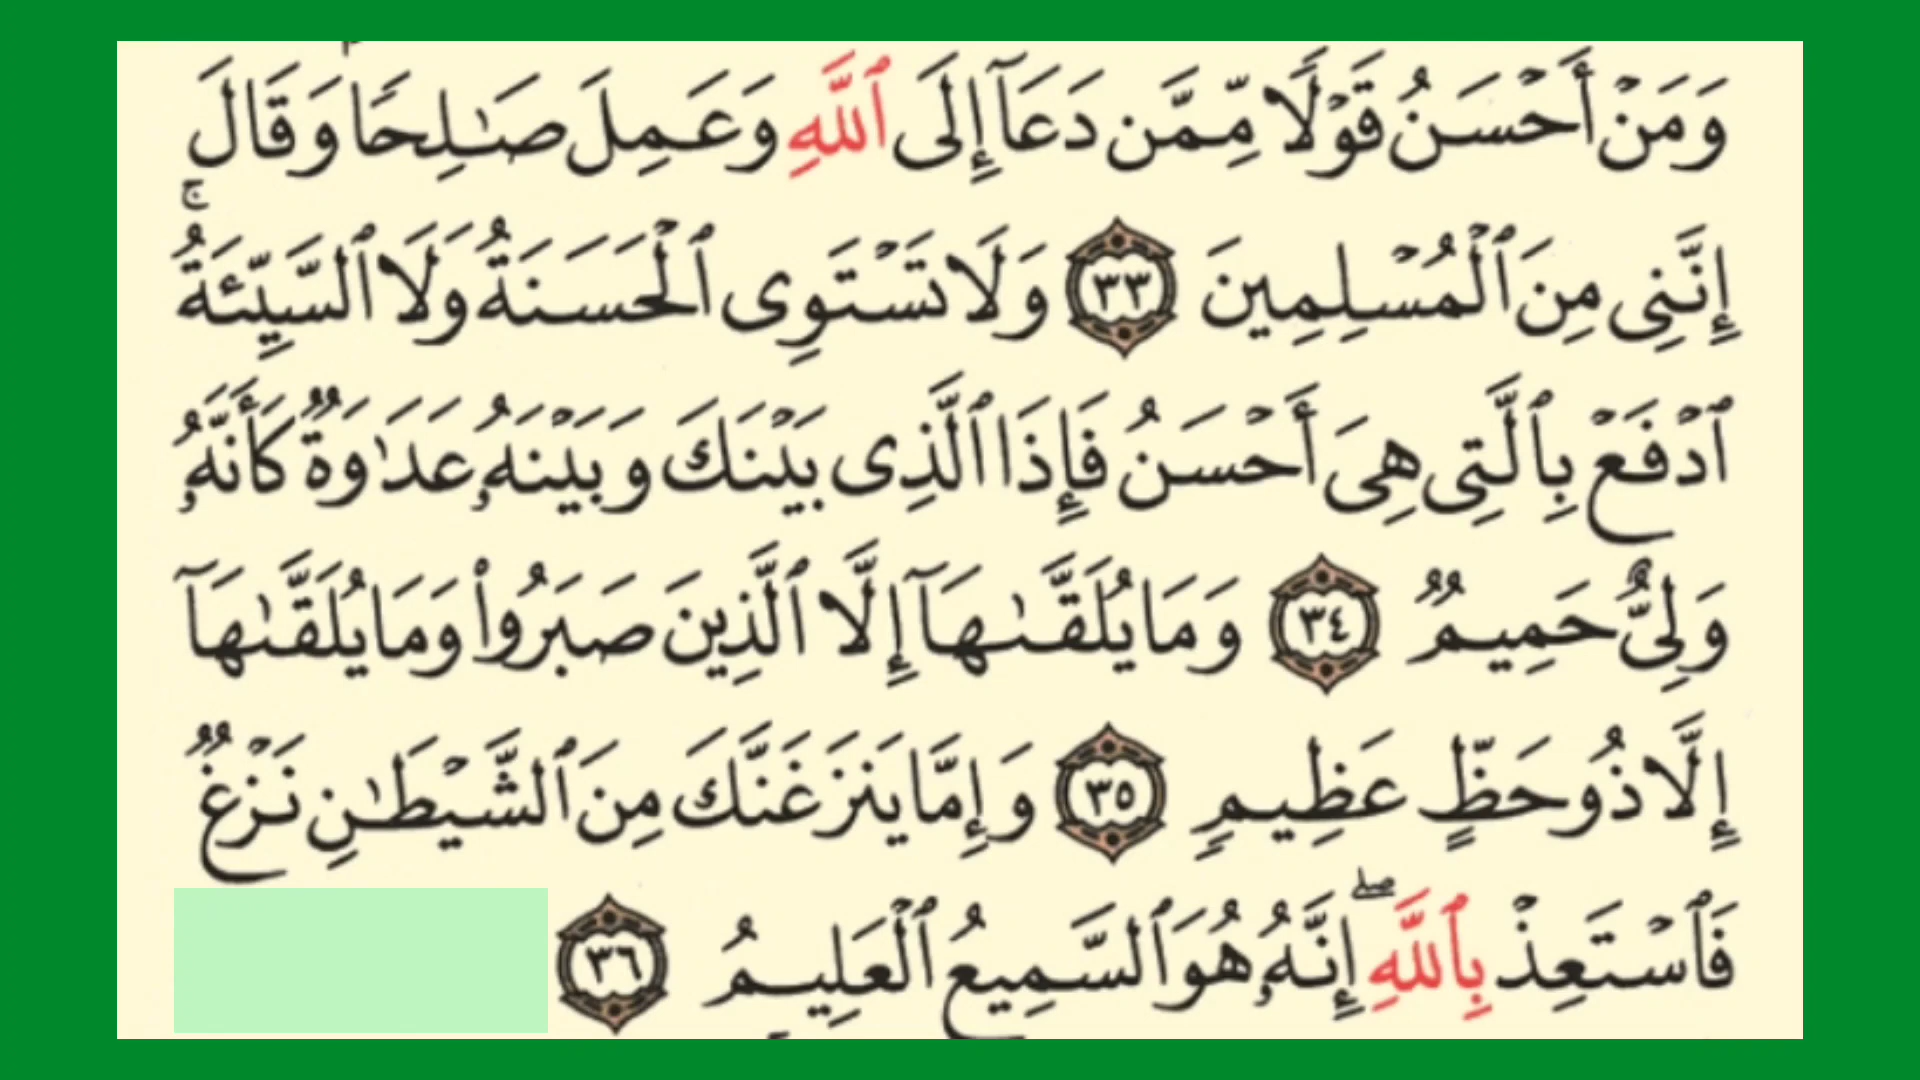 وَمَنۡ أَحۡسَنُ قَوۡلٗا مِّمَّن دَعَآ إِلَى ٱللَّهِ وَعَمِلَ صَٰلِحٗا وَقَالَ
إِنَّنِي مِنَ ٱلۡمُسۡلِمِينَ ٣٣ وَلَا تَسۡتَوِي ٱلۡحَسَنَةُ وَلَا ٱلسَّيِّئَةُۚ
ٱدۡفَعۡ بِٱلَّتِي هِيَ أَحۡسَنُ فَإِذَا ٱلَّذِي بَيۡنَكَ وَبَيۡنَهُۥ عَدَٰوَةٞ كَأَنَّهُۥ
وَلِيٌّ حَمِيمٞ ٣٤ وَمَا يُلَقَّىٰهَآ إِلَّا ٱلَّذِينَ صَبَرُواْ وَمَا يُلَقَّىٰهَآ
إِلَّا ذُو حَظٍّ عَظِيمٖ ٣٥ وَإِمَّا يَنزَغَنَّكَ مِنَ ٱلشَّيۡطَٰنِ نَزۡغٞ
فَٱسۡتَعِذۡ بِٱللَّهِۖ إِنَّهُۥ هُوَ ٱلسَّمِيعُ ٱلۡعَلِيمُ ٣٦